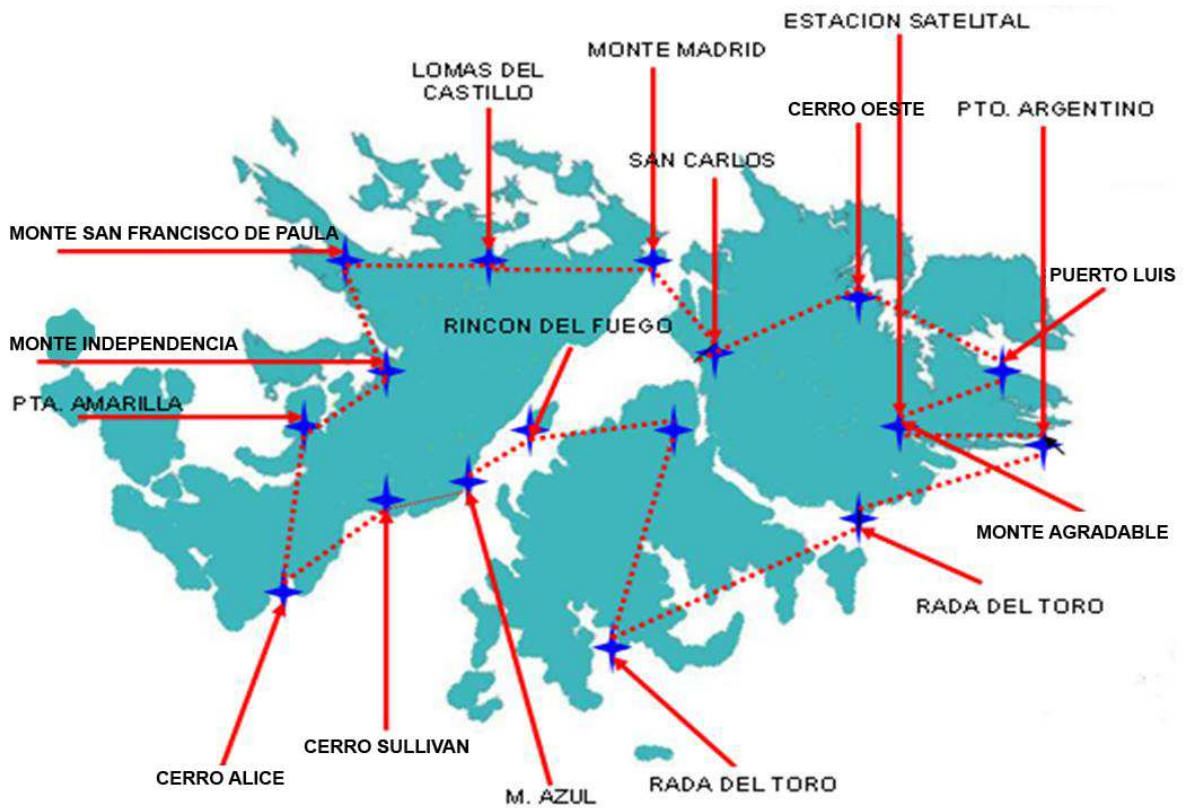 ESTACION SATELITAL
MONTE MADRID
LOMAS DEL
CASTILLO
CERRO OESTE
PTO. ARGENTINO
SAN CARLOS
MONTE SAN FRANCISCO DE PAULA
PUERTO LUIS
RINCON DEL FUEGO
MONTE INDEPENDENCIA
PTA. AMARILLA
MONTE AGRADABLE
RADA DEL TORO
CERRO SULLIVAN
CERRO ALICE
RADA DEL TORO
M. AZUL